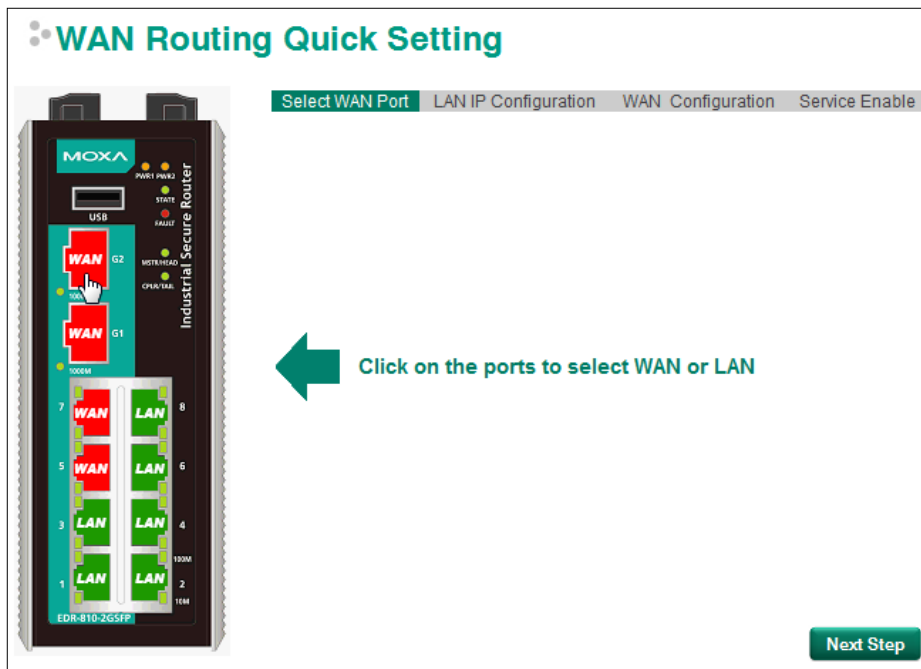 WAN Routing Quick Setting
Select WAN Port LAN IP Configuration WAN Configuration Service Enable
MOXA
PWR1 PWR2
STATE
FAULT
USB
Industrial Secure Router
WAN G2
MSTR/HEAD
CPLR/TAIL
WAN G1
1000M
Click on the ports to select WAN or LAN
7 WAN LAN 8
5 WAN LAN 6
3 LAN LAN 4
100M
1 LAN LAN 2
10M
EDR-810-2GSFP
Next Step